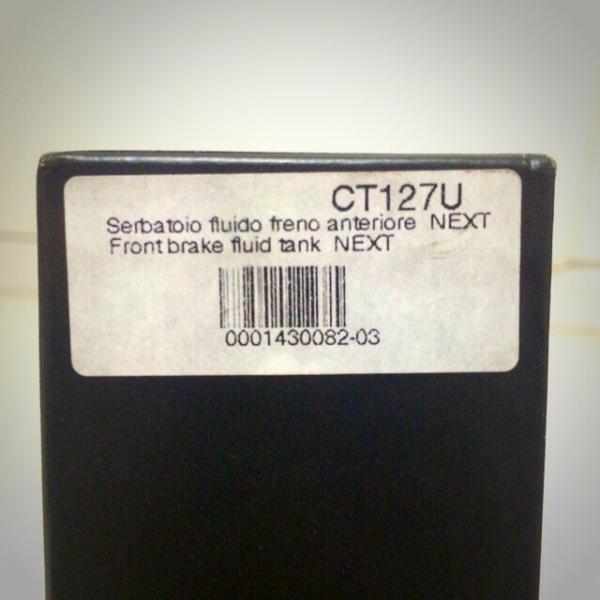 CT127U
Serbatoio fluido freno anteriore NEXT
Front brake fluid tank NEXT
0001430082-03